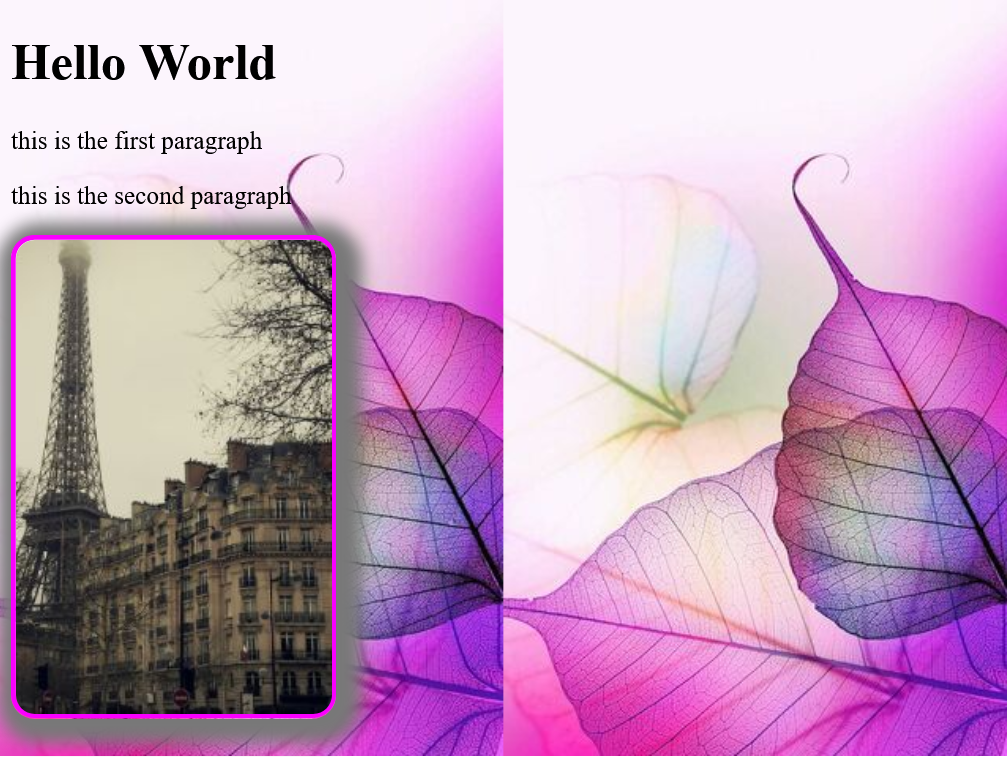 Hello World
this is the first paragraph
this is the second paragraph